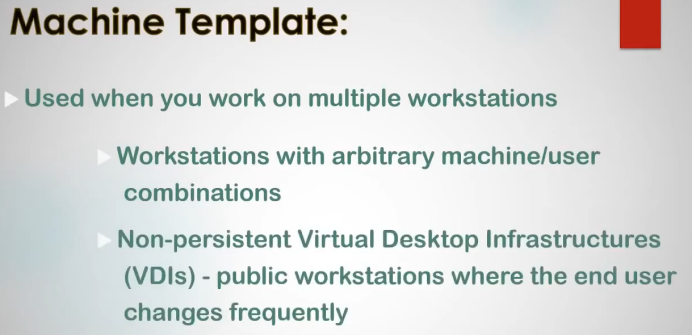 Machine Template:
Used when you work on multiple workstations
Workstations with arbitrary machine/user
combinations
Non-persistent Virtual Desktop Infrastructures
(VDIs) - public workstations where the end user
changes frequently